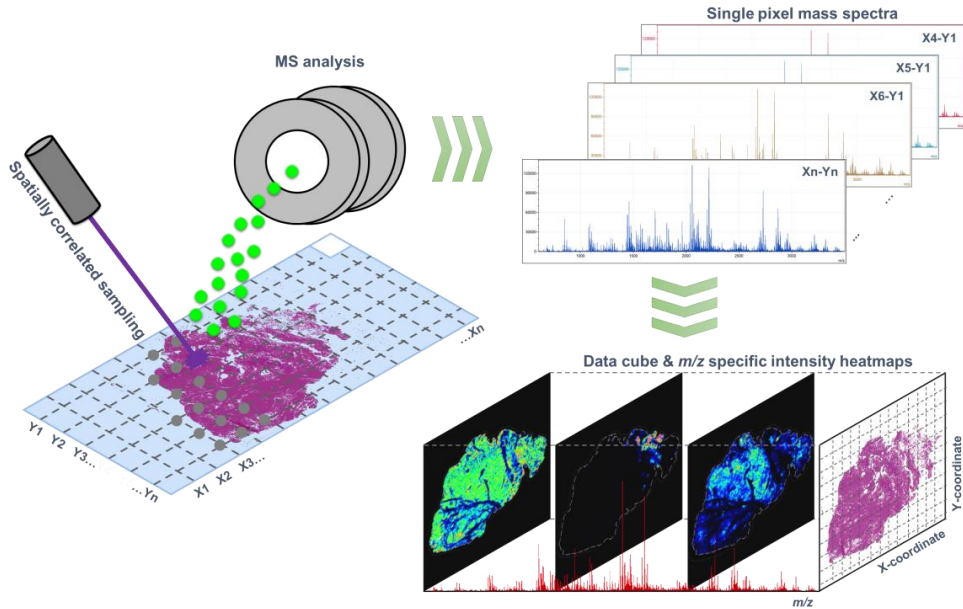 Single pixel mass spectra
MS analysis
X4-Y1
X5-Y1
X6-Y1
Xn-Yn
m/z
Spatially correlated sampling
...Xn
Y1 Y2 Y3... ...Yn
X1 X2 X3...
Data cube & m/z specific intensity heatmaps
Y-coordinate
X-coordinate
m/z